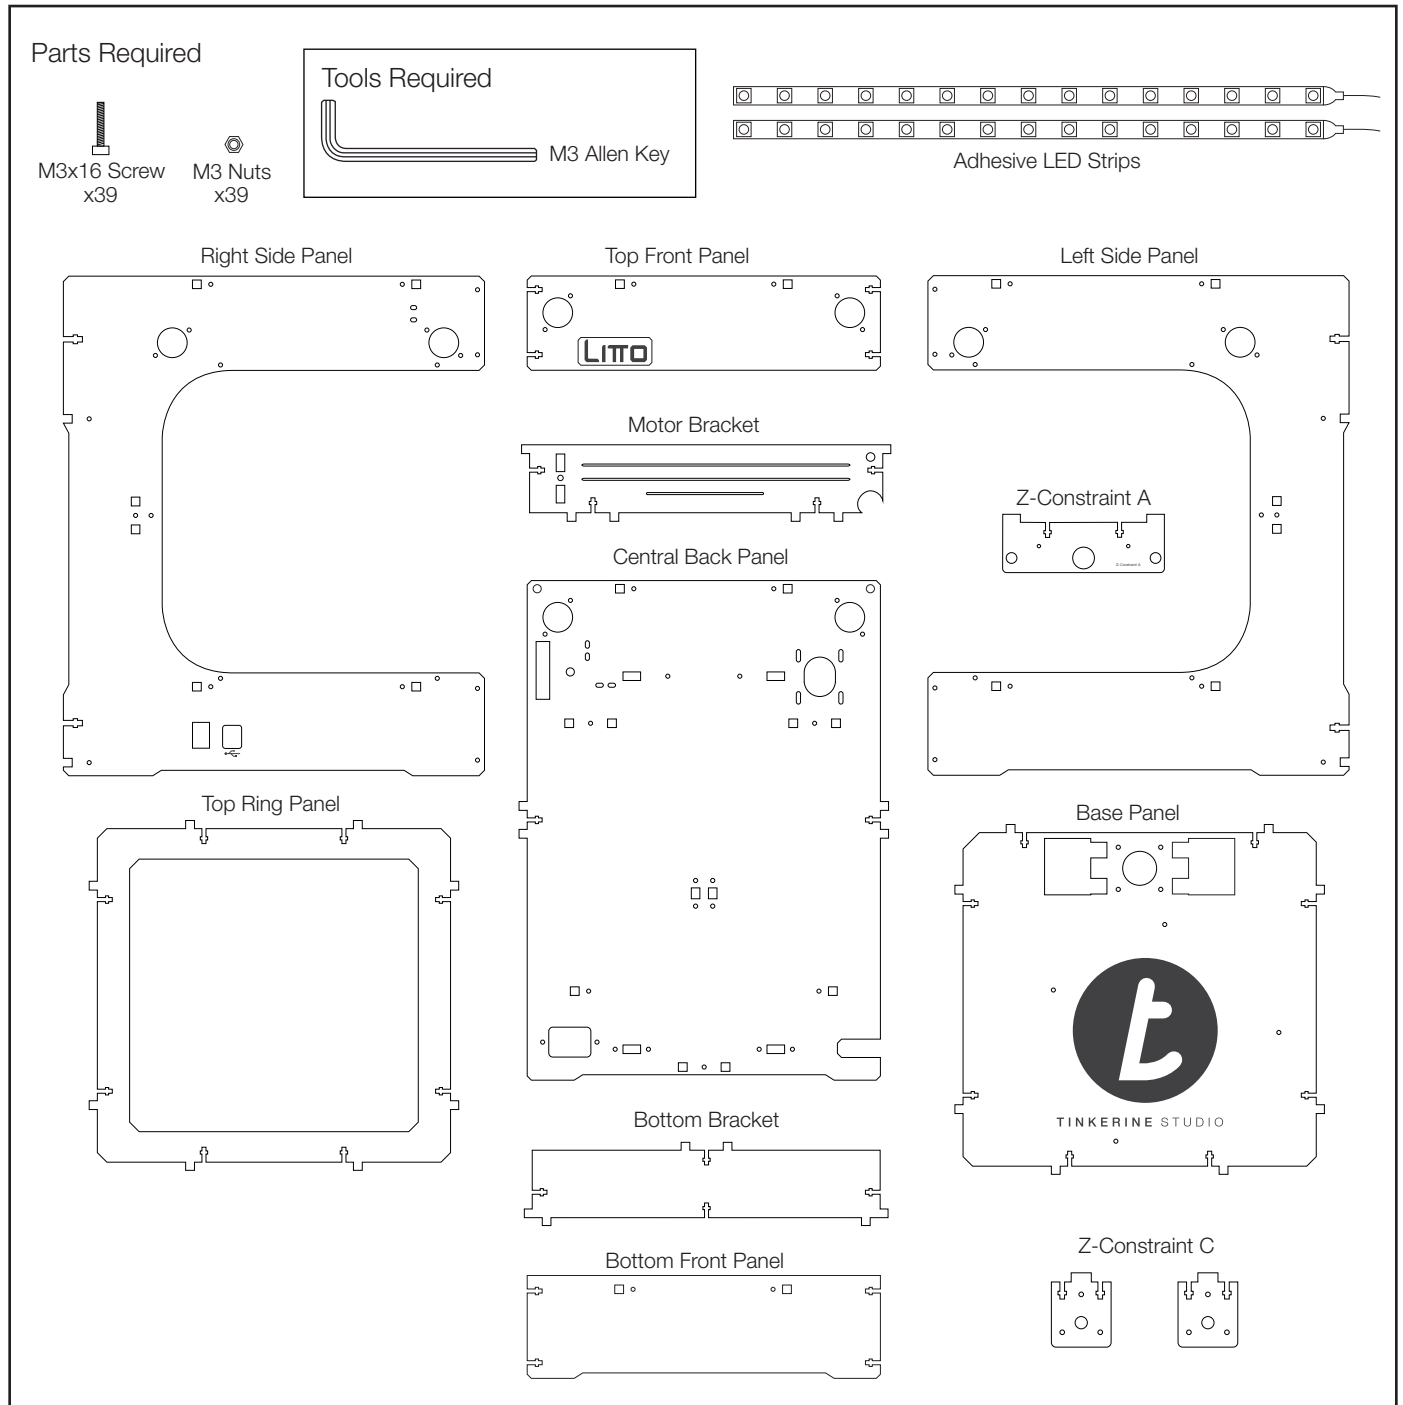 Parts Required
Tools Required
M3 Allen Key
M3x16 Screw
x39
M3 Nuts
x39
Adhesive LED Strips
Right Side Panel
Top Front Panel
Left Side Panel
LITTO
Motor Bracket
Z-Constraint A
Z-Constraint A
Central Back Panel
Top Ring Panel
Base Panel
TINKERINE STUDIO
Bottom Bracket
Bottom Front Panel
Z-Constraint C